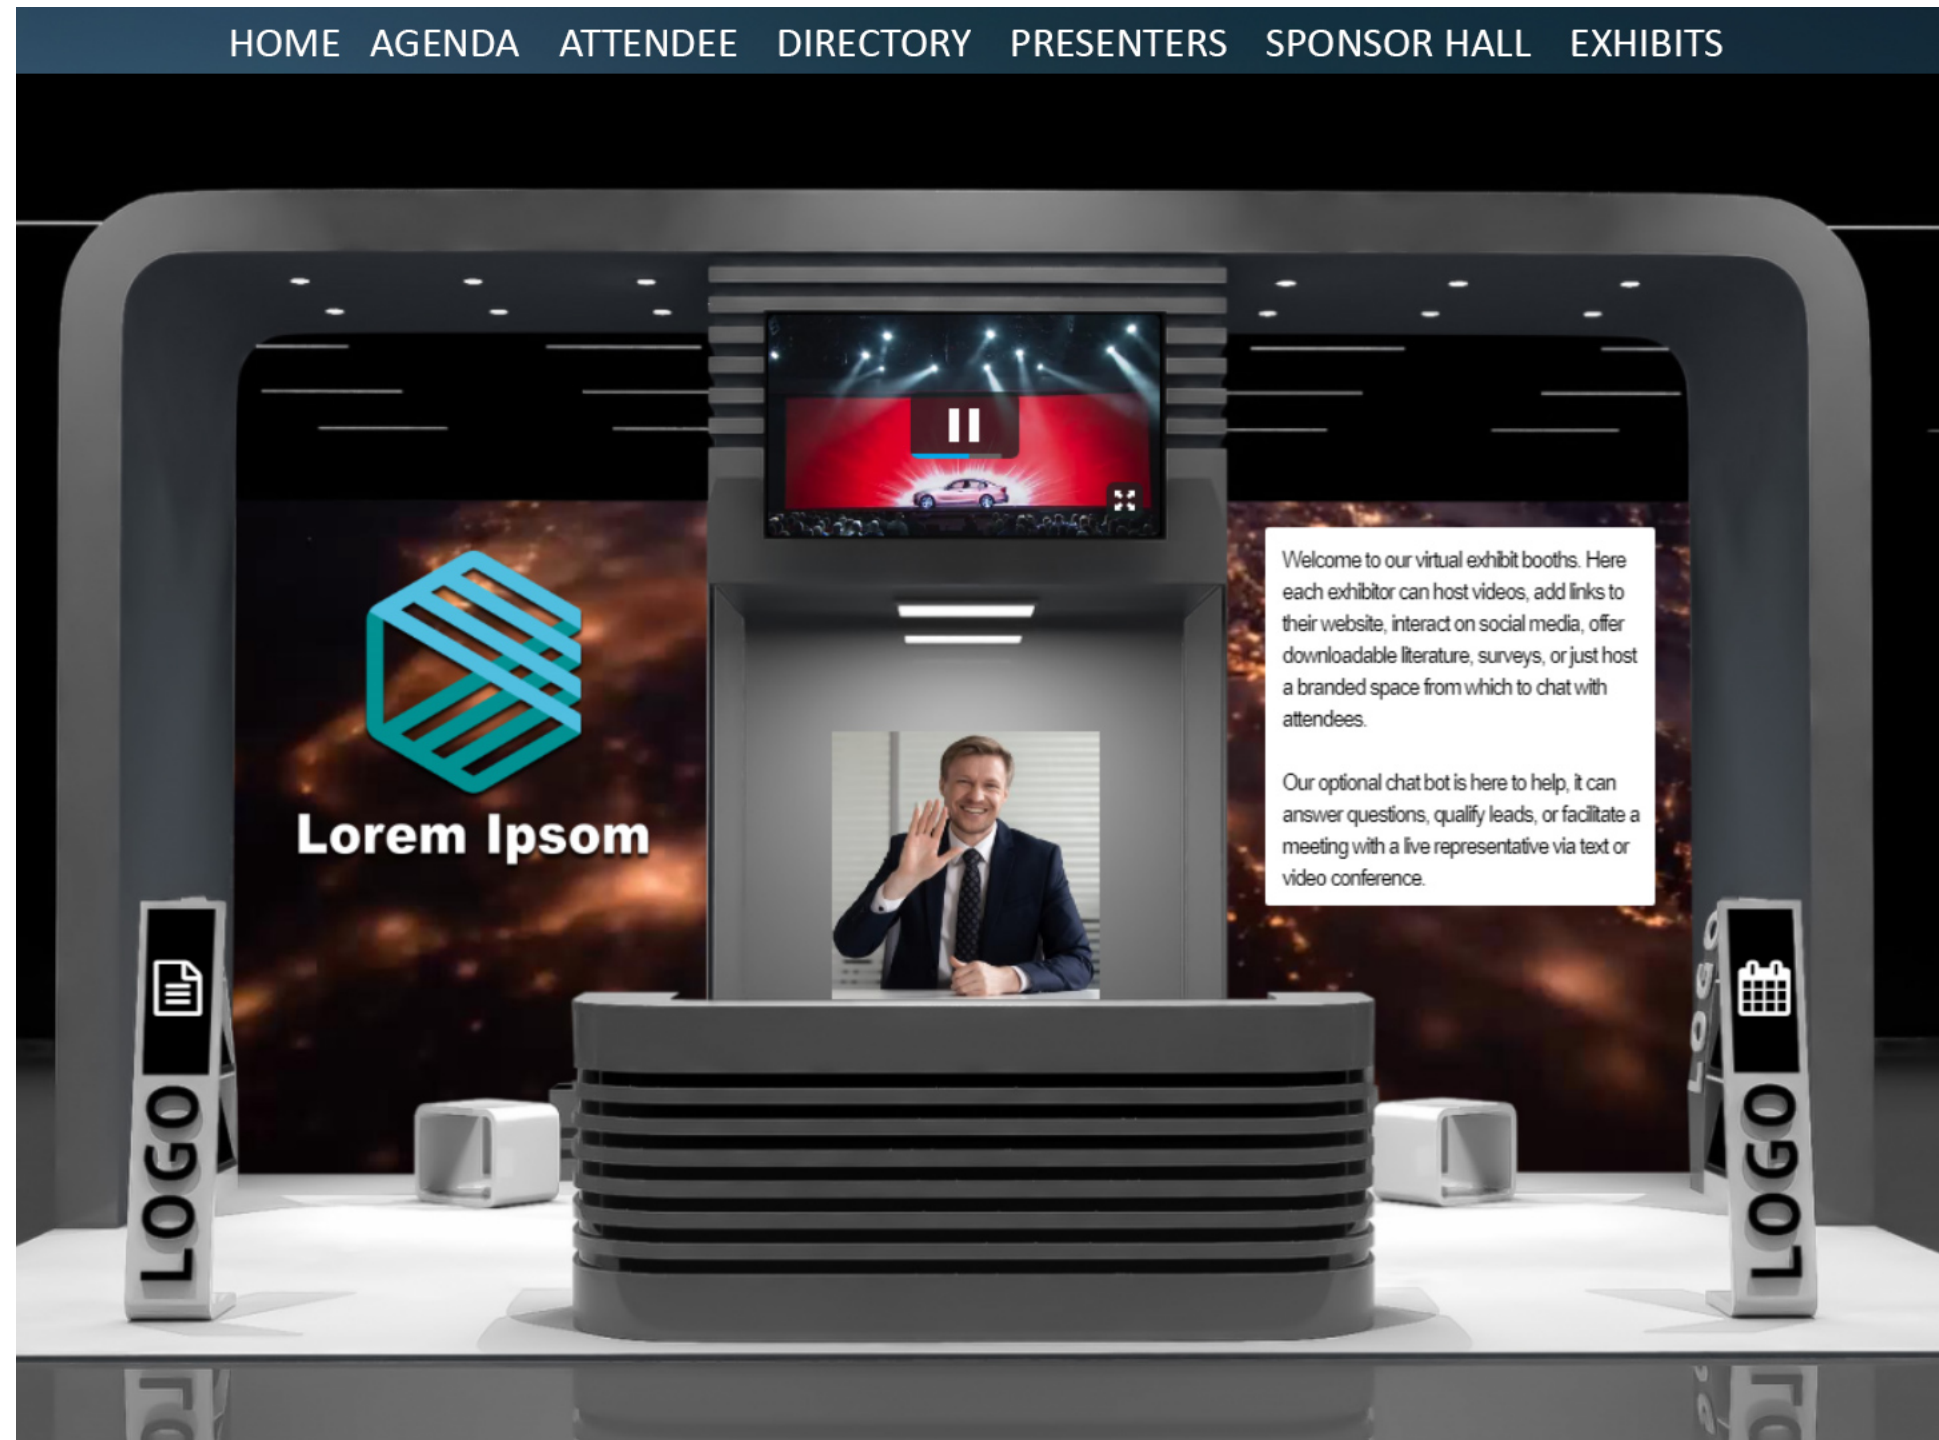 HOME AGENDA ATTENDEE DIRECTORY PRESENTERS SPONSOR HALL EXHIBITS
Lorem Ipsom
Welcome to our virtual exhibit booths. Here
each exhibitor can host videos, add links to
their website, interact on social media, offer
downloadable literature, surveys, or just host
a branded space from which to chat with
attendees.
Our optional chat bot is here to help, it can
answer questions, qualify leads, or facilitate a
meeting with a live representative via text or
video conference.
LOGO
LOGO
LOGO